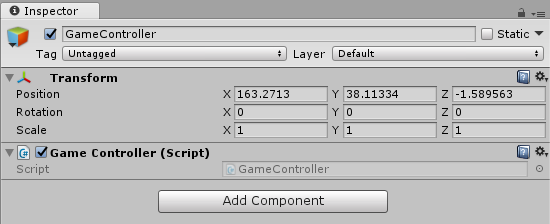 Inspector
GameController Static
Tag Untagged Layer Default
Transform
Position X 163.2713 Y 38.11334 Z -1.589563
Rotation X 0 Y 0 Z 0
Scale X 1 Y 1 Z 1
Game Controller (Script)
Script GameController
Add Component